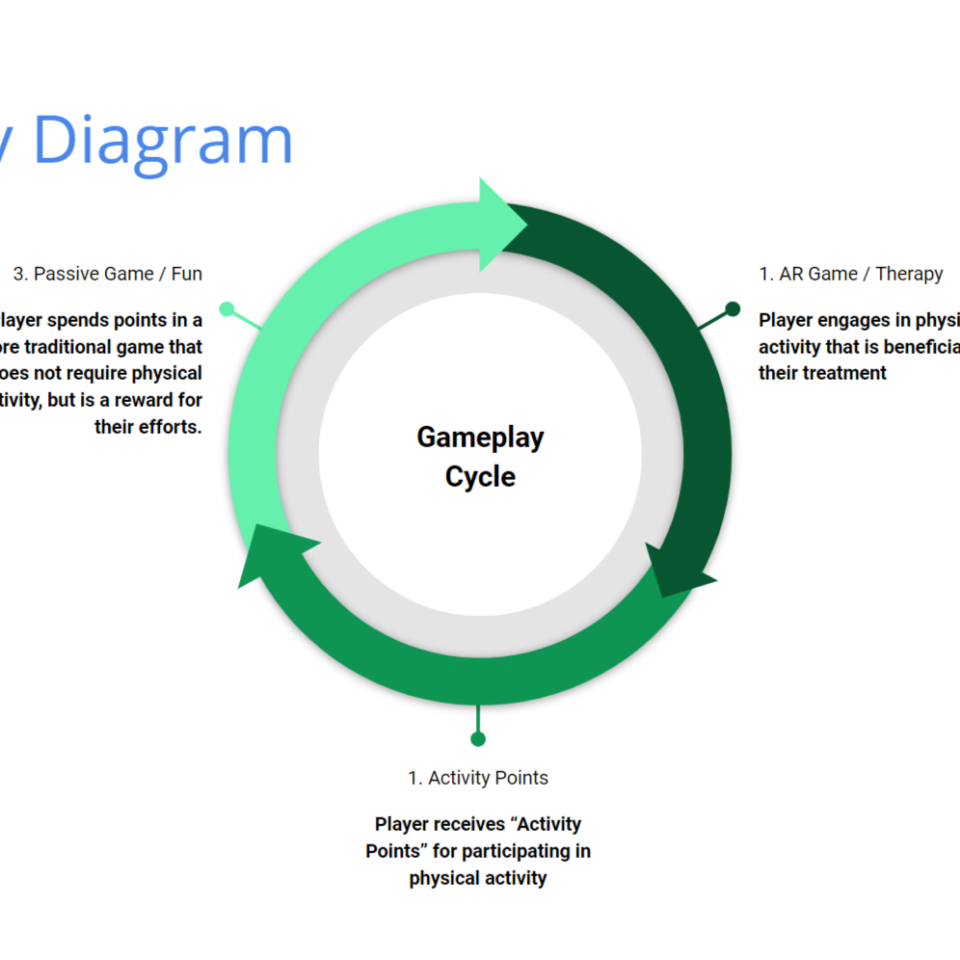 y Diagram
3. Passive Game / Fun
layer spends points in a
ore traditional game that
oes not require physical
tivity, but is a reward for
their efforts.
1. AR Game / Therapy
Player engages in physi
activity that is beneficia
their treatment
Gameplay
Cycle
1. Activity Points
Player receives “Activity
Points” for participating in
physical activity